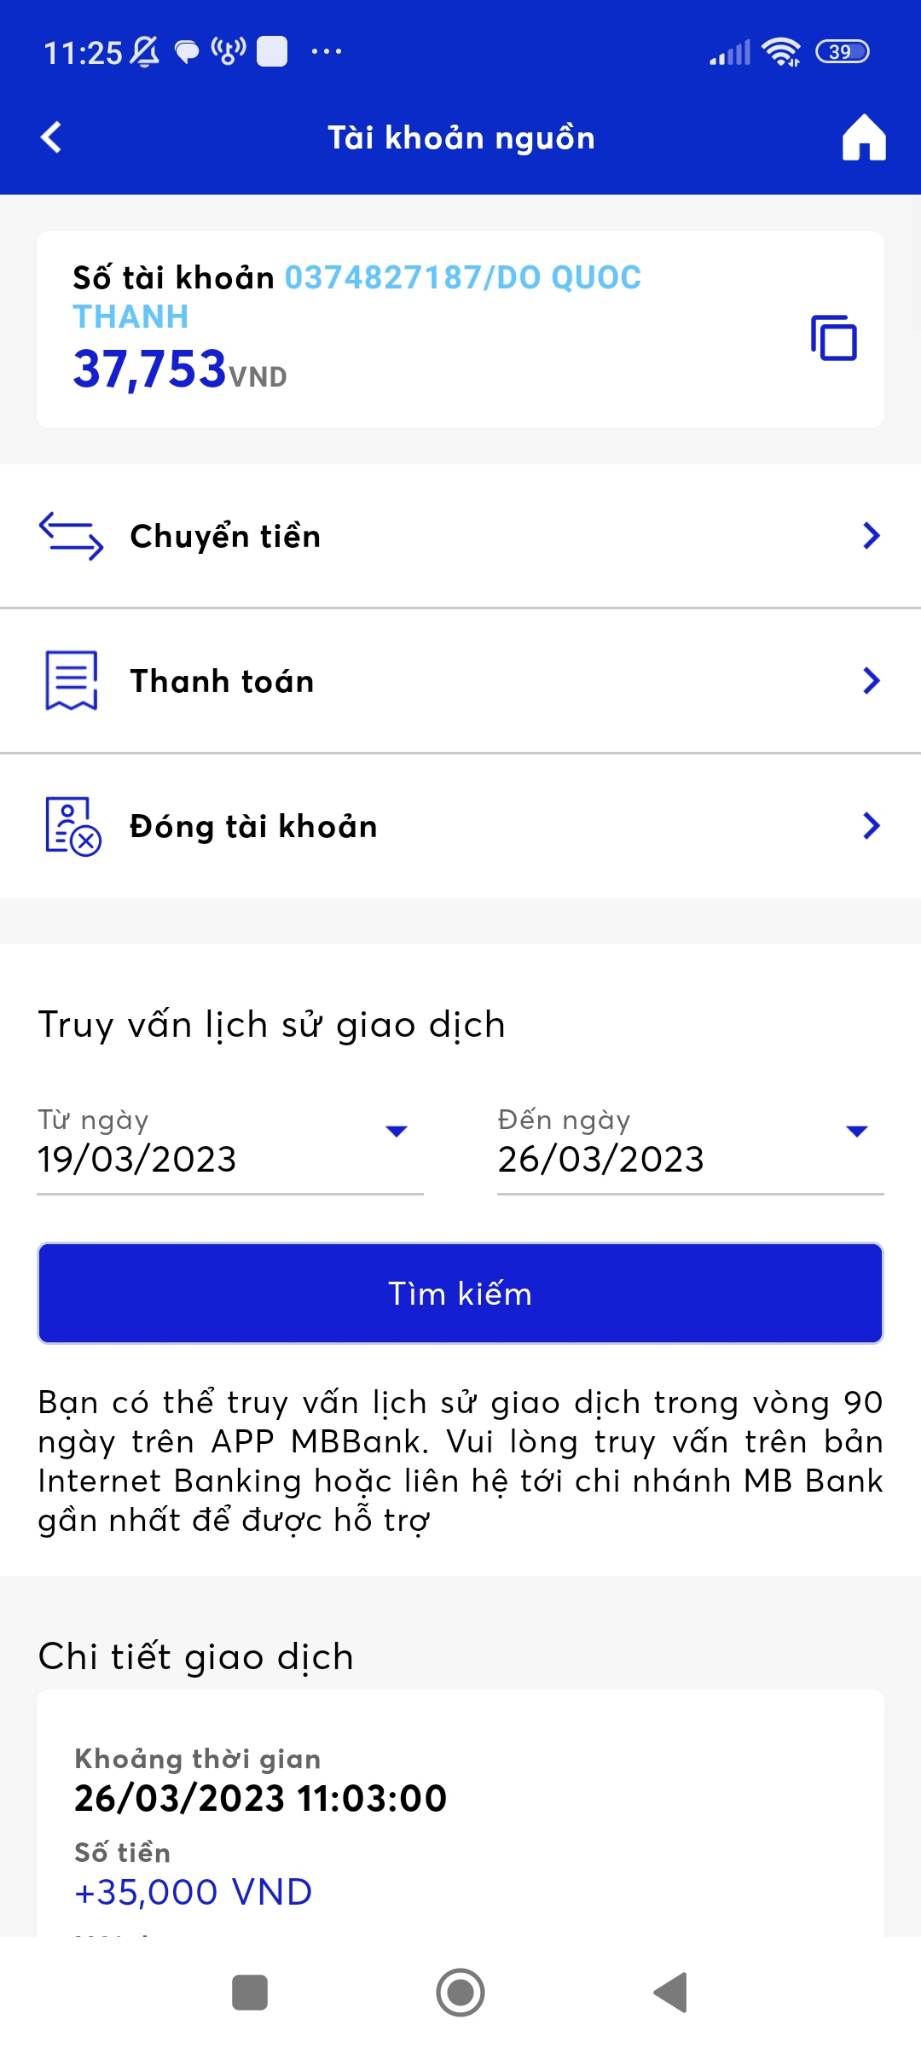 11:25
39
Tài khoản nguồn
Số tài khoản 0374827187/DO QUOC
THANH
37,753VND
Chuyển tiền
Thanh toán
Đóng tài khoản
Truy vấn lịch sử giao dịch
Từ ngày
19/03/2023
Đến ngày
26/03/2023
Tìm kiếm
Bạn có thể truy vấn lịch sử giao dịch trong vòng 90
ngày trên APP MBBank. Vui lòng truy vấn trên bản
Internet Banking hoặc liên hệ tới chi nhánh MB Bank
gần nhất để được hỗ trợ
Chi tiết giao dịch
Khoảng thời gian
26/03/2023 11:03:00
Số tiền
+35,000 VND